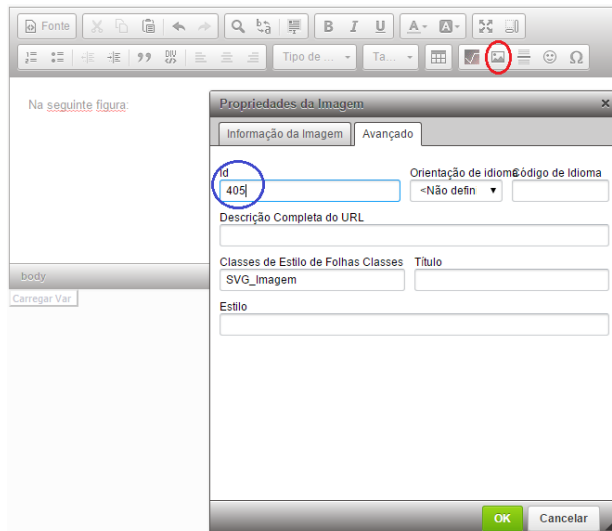 Fonte B I U A A
DIV Tipo de ... Ta... Ω
Na seguinte figura:
Propriedades da Imagem ×
Informação da Imagem Avançado
Id Orientação de idioma Código de Idioma
405 <Não defin
Descrição Completa do URL
Classes de Estilo de Folhas Classes Título
SVG_Imagem
Estilo
body
Carregar Var
OK Cancelar